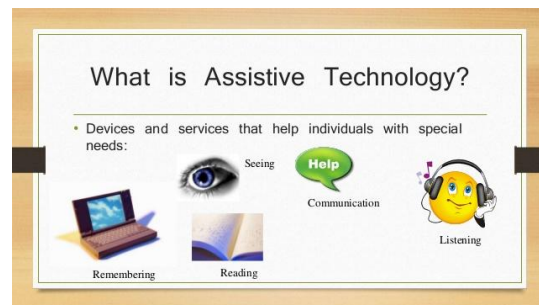 What is Assistive Technology?
• Devices and services that help individuals with special
needs:
Seeing
Help
Communication
Listening
Remembering
Reading